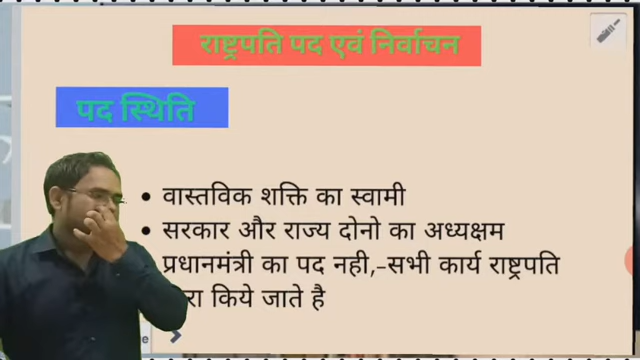 राष्ट्रपति पद एवं निर्वाचन
पद स्थिति
वास्तविक शक्ति का स्वामी
सरकार और राज्य दोनो का अध्यक्षम
प्रधानमंत्री का पद नही,-सभी कार्य राष्ट्रपति
किये जाते है